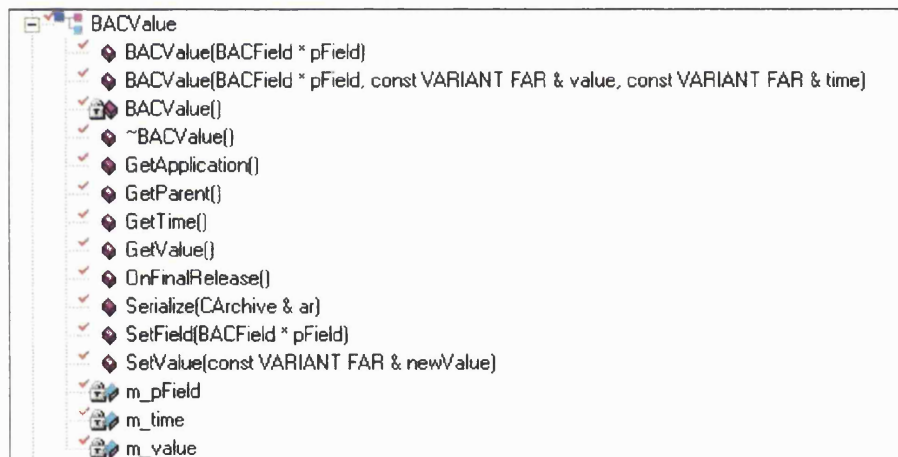 BACValue
BACValue(BACField * pField)
BACValue(BACField * pField, const VARIANT FAR & value, const VARIANT FAR & time)
BACValue()
~BACValue()
GetApplication()
GetParent()
GetTime()
GetValue()
OnFinalRelease()
Serialize(CArchive & ar)
SetField(BACField * pField)
SetValue(const VARIANT FAR & newValue)
m_pField
m_time
m_value